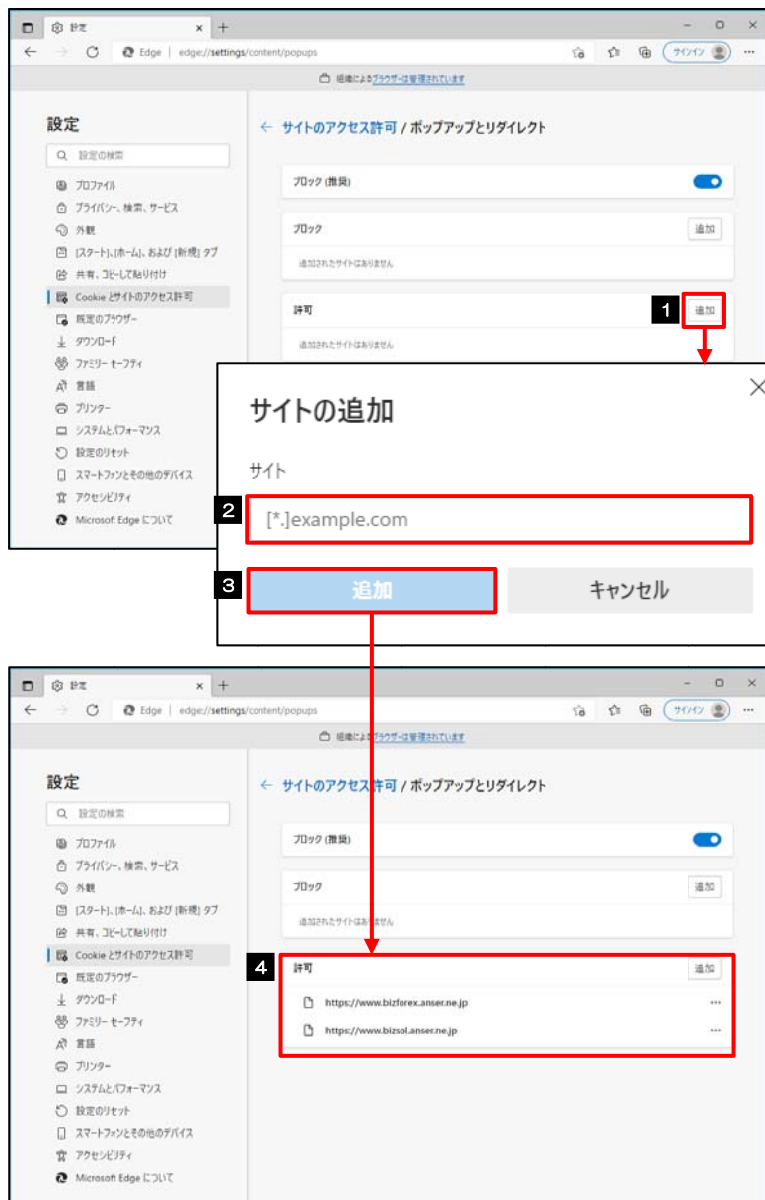 設定
Edge | edge://settings/content/popups
サインイン
組織によるブラウザーは管理されています
設定
設定の検索
プロファイル
プライバシー、検索、サービス
外観
[スタート]、[ホーム]、および [新規] タブ
共有、コピーして貼り付け
Cookie とサイトのアクセス許可
既定のブラウザー
ダウンロード
ファミリー セーフティ
言語
プリンター
システムとパフォーマンス
設定のリセット
スマートフォンとその他のデバイス
アクセシビリティ
Microsoft Edge について
サイトのアクセス許可 / ポップアップとリダイレクト
ブロック (推奨)
ブロック
追加
追加されたサイトはありません
許可
1
追加
追加されたサイトはありません
サイトの追加
サイト
2
[*.]example.com
3
追加
キャンセル
設定
Edge | edge://settings/content/popups
サインイン
組織によるブラウザーは管理されています
設定
設定の検索
プロファイル
プライバシー、検索、サービス
外観
[スタート]、[ホーム]、および [新規] タブ
共有、コピーして貼り付け
Cookie とサイトのアクセス許可
既定のブラウザー
ダウンロード
ファミリー セーフティ
言語
プリンター
システムとパフォーマンス
設定のリセット
スマートフォンとその他のデバイス
アクセシビリティ
Microsoft Edge について
サイトのアクセス許可 / ポップアップとリダイレクト
ブロック (推奨)
ブロック
追加
追加されたサイトはありません
4
許可
追加
https://www.bizforex.anser.ne.jp
https://www.bizsol.anser.ne.jp